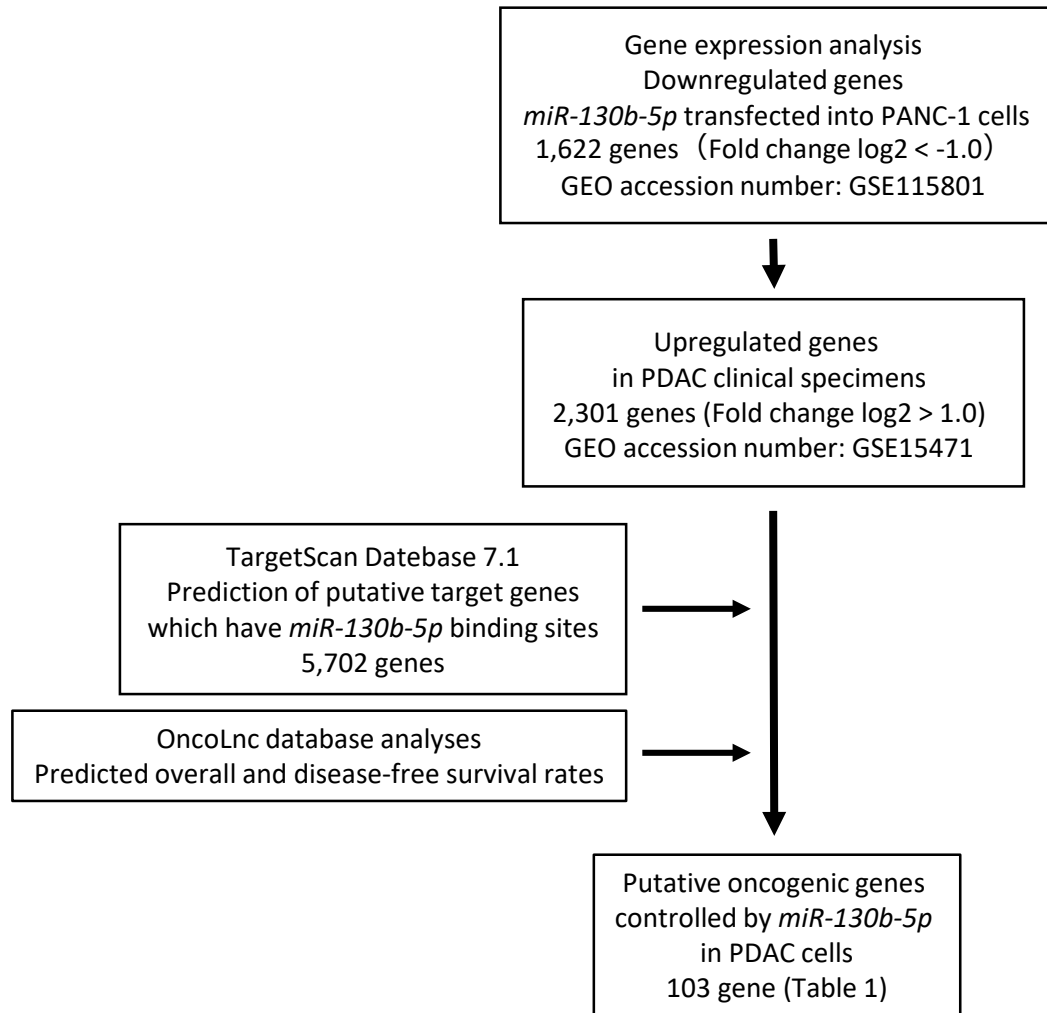 Gene expression analysis
Downregulated genes
miR-130b-5p transfected into PANC-1 cells
1,622 genes（Fold change log2 < -1.0）
GEO accession number: GSE115801
Upregulated genes
in PDAC clinical specimens
2,301 genes (Fold change log2 > 1.0)
GEO accession number: GSE15471
TargetScan Datebase 7.1
Prediction of putative target genes
which have miR-130b-5p binding sites
5,702 genes
OncoLnc database analyses
Predicted overall and disease-free survival rates
Putative oncogenic genes
controlled by miR-130b-5p
in PDAC cells
103 gene (Table 1)